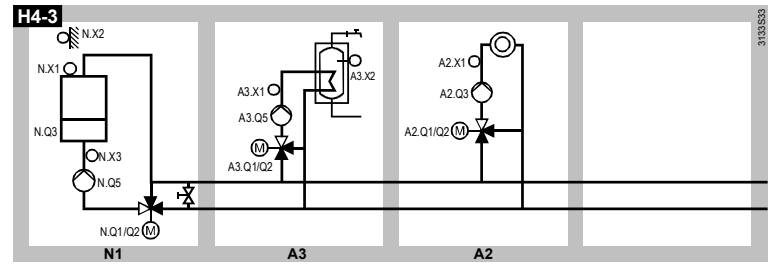 H4-3
N.X2
N.X1
N.Q3
N.X3
N.Q5
N.Q1/Q2 M
N1
A3.X1
A3.X2
A3.Q5
M
A3.Q1/Q2
A3
A2.X1
A2.Q3
A2.Q1/Q2 M
A2
3133S33